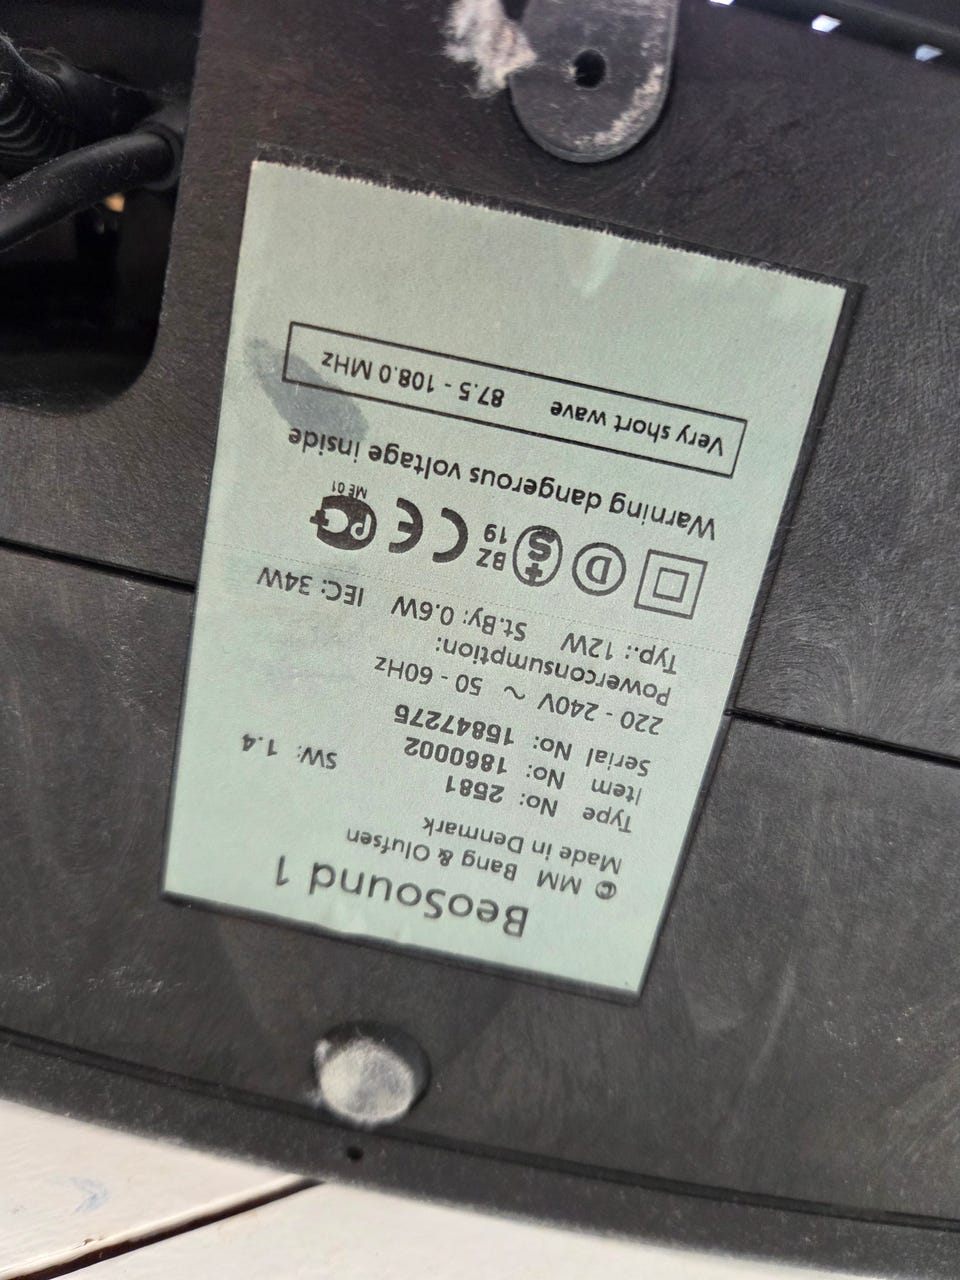 BeoSound 1
© MM Bang & Olufsen
Made in Denmark
Type No: 2581
Item No: 1860002 SW: 1.4
Serial No: 15847275
220 - 240V ~ 50 - 60Hz
Powerconsumption:
Typ.: 12W St.By: 0.6W IEC: 34W
D S BZ 19 CE PG ME 01
Warning dangerous voltage inside
Very short wave 87.5 - 108.0 MHz